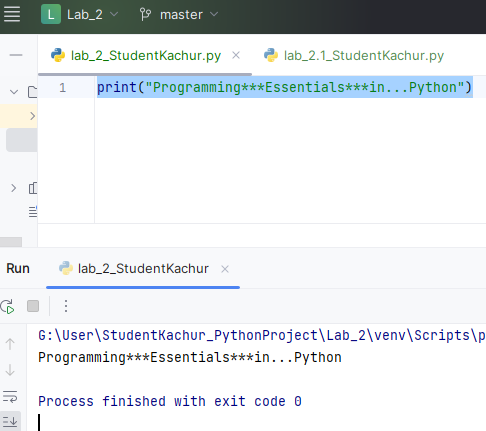 L Lab_2 master
lab_2_StudentKachur.py lab_2.1_StudentKachur.py
1 print("Programming***Essentials***in...Python")
Run lab_2_StudentKachur
G:\User\StudentKachur_PythonProject\Lab_2\venv\Scripts\p
Programming***Essentials***in...Python
Process finished with exit code 0